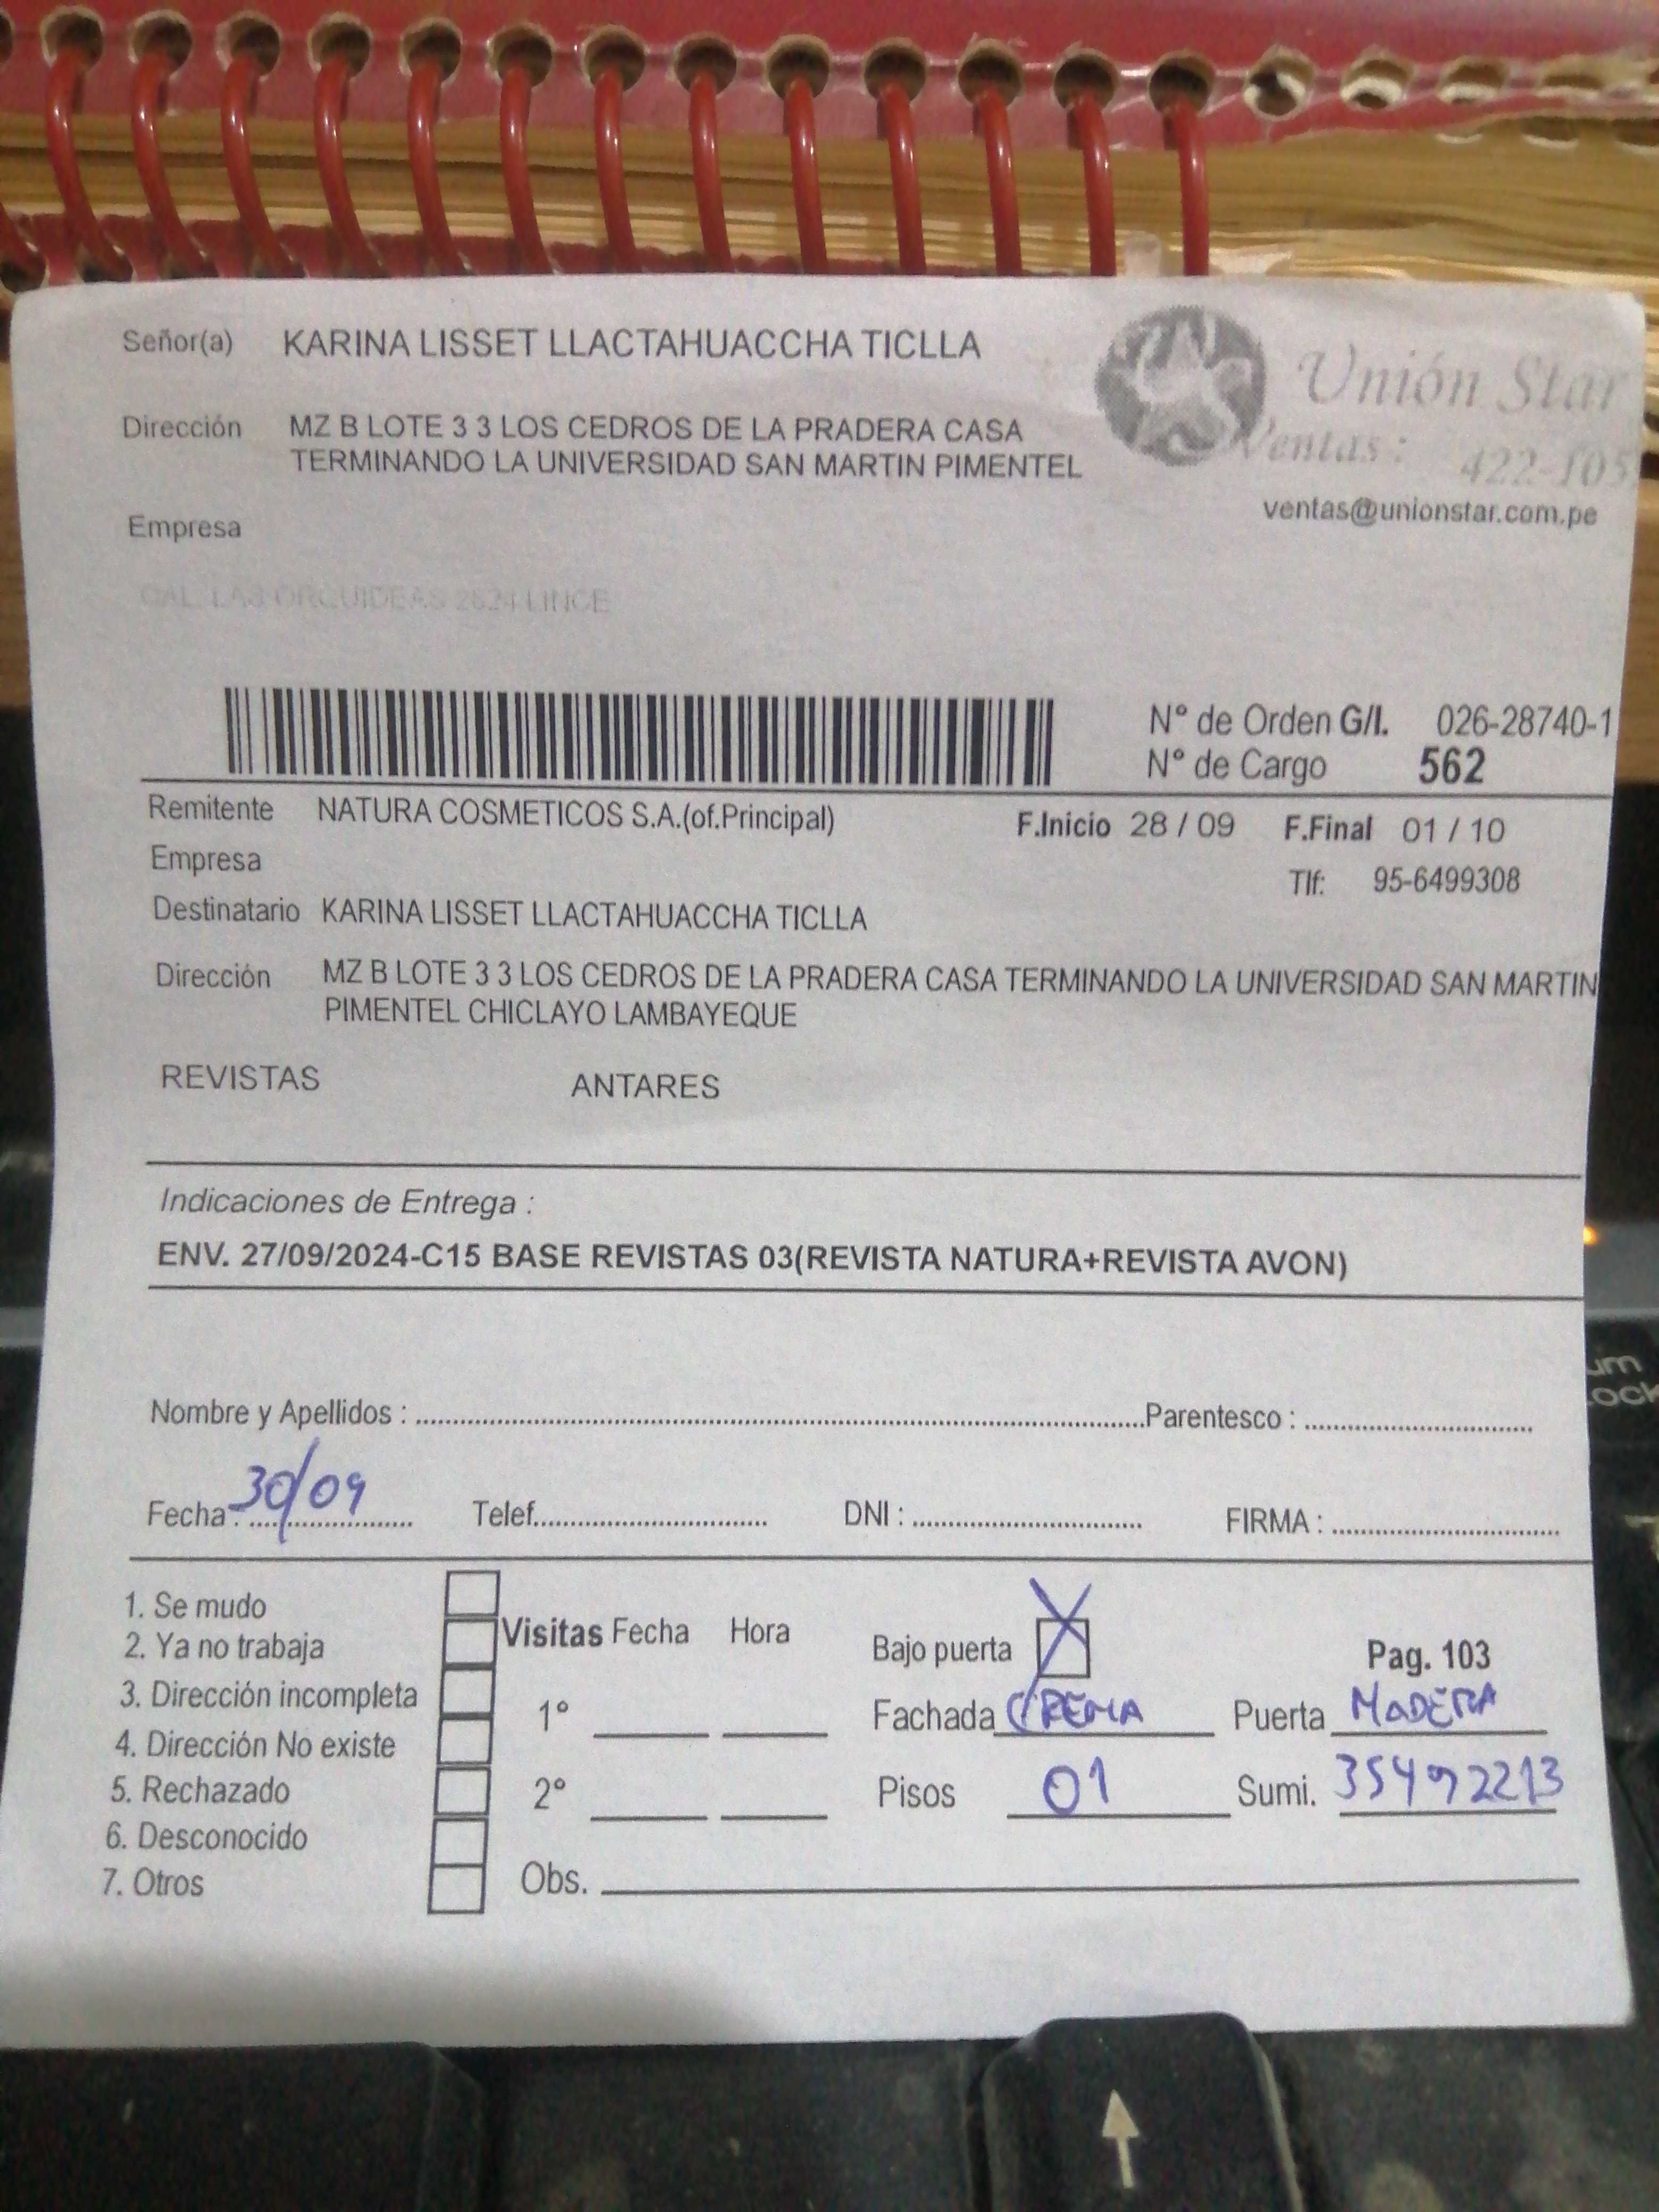 Señor(a) KARINA LISSET LLACTAHUACCHA TICLLA
Unión Star
Dirección MZ B LOTE 3 3 LOS CEDROS DE LA PRADERA CASA
TERMINANDO LA UNIVERSIDAD SAN MARTIN PIMENTEL
Ventas: 422-105
ventas@unionstar.com.pe
Empresa
CAL. LAS ORQUIDEAS 2624 LINCE
N° de Orden G/I. 026-28740-1
N° de Cargo 562
Remitente NATURA COSMETICOS S.A.(of.Principal) F.Inicio 28 / 09 F.Final 01 / 10
Empresa Tlf: 95-6499308
Destinatario KARINA LISSET LLACTAHUACCHA TICLLA
Dirección MZ B LOTE 3 3 LOS CEDROS DE LA PRADERA CASA TERMINANDO LA UNIVERSIDAD SAN MARTIN
PIMENTEL CHICLAYO LAMBAYEQUE
REVISTAS ANTARES
Indicaciones de Entrega :
ENV. 27/09/2024-C15 BASE REVISTAS 03(REVISTA NATURA+REVISTA AVON)
Nombre y Apellidos : Parentesco :
Fecha : 30/09 Telef. DNI : FIRMA :
1. Se mudo
2. Ya no trabaja
3. Dirección incompleta
4. Dirección No existe
5. Rechazado
6. Desconocido
7. Otros
Visitas Fecha Hora
1°
2°
Obs.
Bajo puerta X Pag. 103
Fachada CREMA Puerta MADERA
Pisos 01 Sumi. 35492213